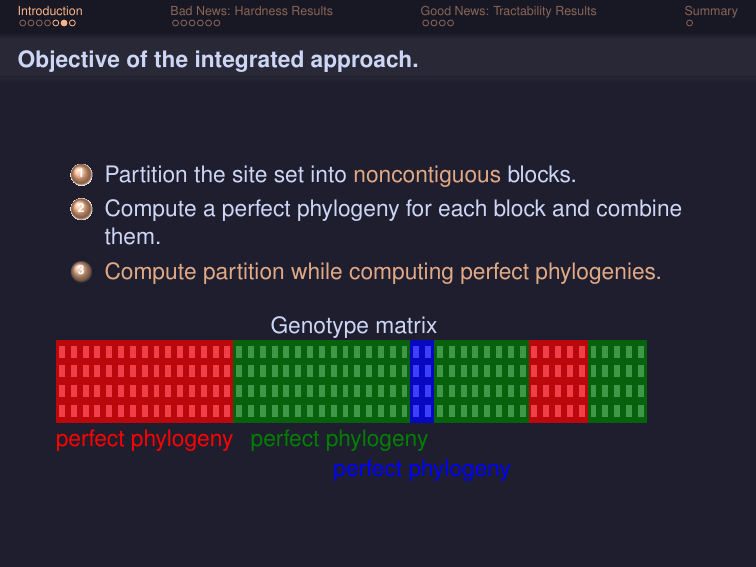 Introduction
Bad News: Hardness Results
Good News: Tractability Results
Summary
Objective of the integrated approach.
1 Partition the site set into noncontiguous blocks.
2 Compute a perfect phylogeny for each block and combine
them.
3 Compute partition while computing perfect phylogenies.
Genotype matrix
perfect phylogeny perfect phylogeny
perfect phylogeny